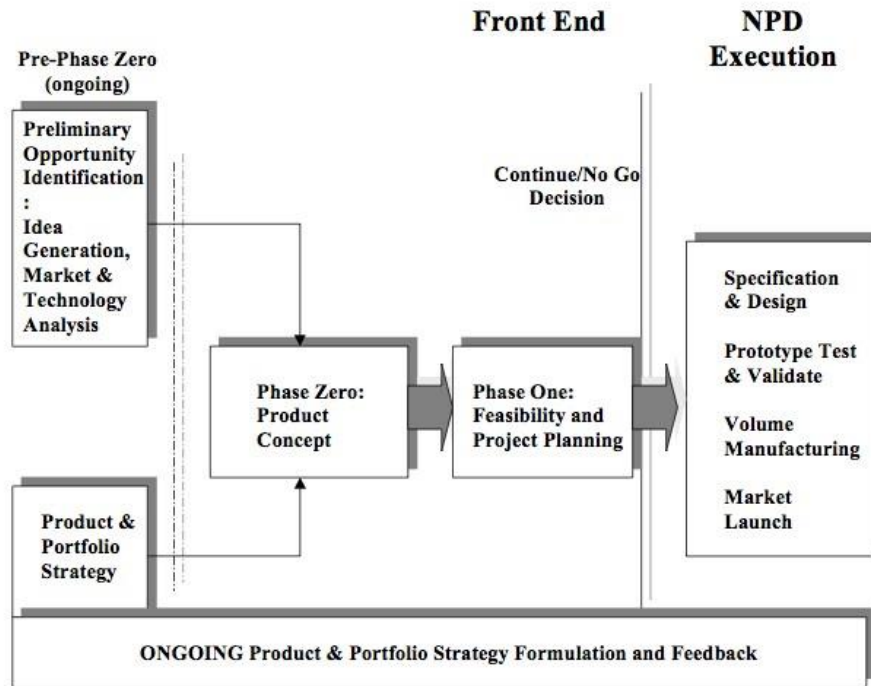 Front End
NPD
Execution
Pre-Phase Zero
(ongoing)
Preliminary
Opportunity
Identification
:
Idea
Generation,
Market &
Technology
Analysis
Continue/No Go
Decision
Phase Zero:
Product
Concept
Phase One:
Feasibility and
Project Planning
Specification
& Design
Prototype Test
& Validate
Volume
Manufacturing
Market
Launch
Product &
Portfolio
Strategy
ONGOING Product & Portfolio Strategy Formulation and Feedback